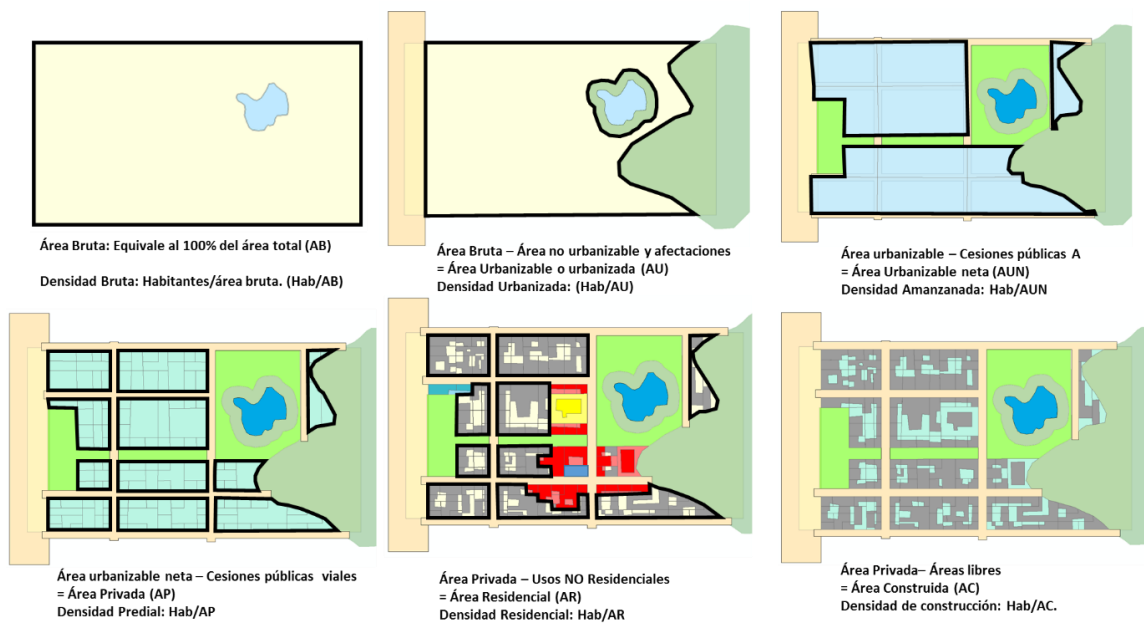 Área Bruta: Equivale al 100% del área total (AB)
Densidad Bruta: Habitantes/área bruta. (Hab/AB)
Área Bruta – Área no urbanizable y afectaciones
= Área Urbanizable o urbanizada (AU)
Densidad Urbanizada: (Hab/AU)
Área urbanizable – Cesiones públicas A
= Área Urbanizable neta (AUN)
Densidad Amanzanada: Hab/AUN
Área urbanizable neta – Cesiones públicas viales
= Área Privada (AP)
Densidad Predial: Hab/AP
Área Privada – Usos NO Residenciales
= Área Residencial (AR)
Densidad Residencial: Hab/AR
Área Privada– Áreas libres
= Área Construida (AC)
Densidad de construcción: Hab/AC.